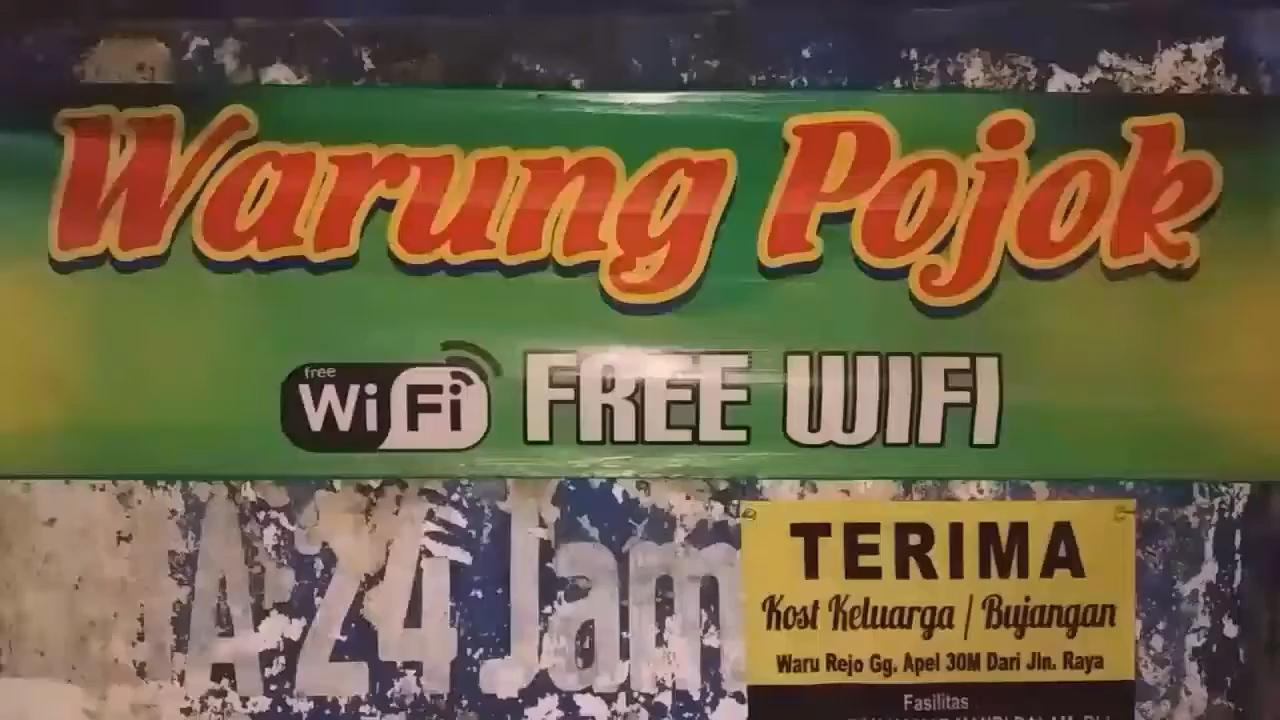 Warung Pojok
free
WiFi FREE WIFI
A 24 Jam
TERIMA
Kost Keluarga / Bujangan
Waru Rejo Gg. Apel 30M Dari Jln. Raya
Fasilitas